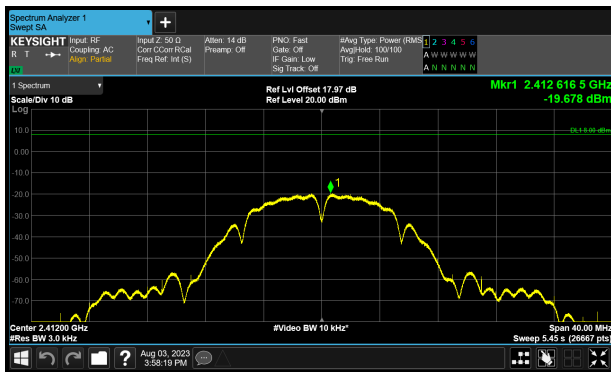 Spectrum Analyzer 1
Swept SA
KEYSIGHT
R T
LV
Input: RF
Coupling: AC
Align: Partial
Input Z: 50 Ω
Corr CCorr RCal
Freq Ref: Int (S)
Atten: 14 dB
Preamp: Off
PNO: Fast
Gate: Off
IF Gain: Low
Sig Track: Off
#Avg Type: Power (RMS
Avg|Hold: 100/100
Trig: Free Run
1 2 3 4 5 6
A W W W W W
A N N N N N
1 Spectrum
Scale/Div 10 dB
Log
Ref Lvl Offset 17.97 dB
Ref Level 20.00 dBm
Mkr1 2.412 616 5 GHz
-19.678 dBm
DL1 8.00 dBm
10.0
0.00
-10.0
-20.0
-30.0
-40.0
-50.0
-60.0
-70.0
1
Center 2.41200 GHz
#Res BW 3.0 kHz
#Video BW 10 kHz*
Span 40.00 MHz
Sweep 5.45 s (26667 pts)
?
Aug 03, 2023
3:58:19 PM